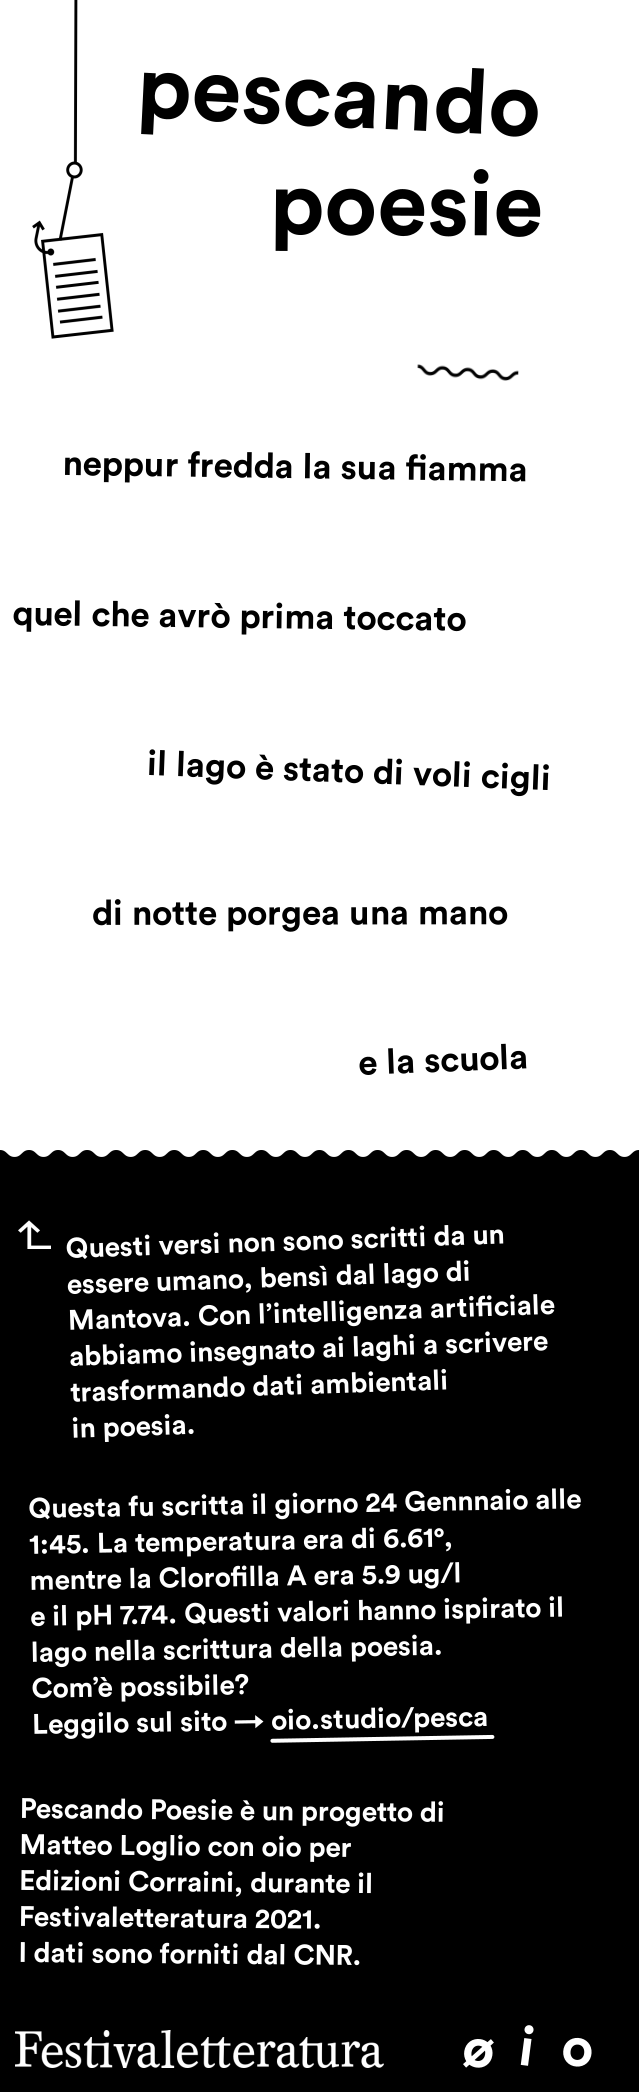 pescando
poesie
neppur fredda la sua fiamma
quel che avrò prima toccato
il lago è stato di voli cigli
di notte porgea una mano
e la scuola
Questi versi non sono scritti da un
essere umano, bensì dal lago di
Mantova. Con l’intelligenza artificiale
abbiamo insegnato ai laghi a scrivere
trasformando dati ambientali
in poesia.
Questa fu scritta il giorno 24 Gennnaio alle
1:45. La temperatura era di 6.61°,
mentre la Clorofilla A era 5.9 ug/l
e il pH 7.74. Questi valori hanno ispirato il
lago nella scrittura della poesia.
Com’è possibile?
Leggilo sul sito → oio.studio/pesca
Pescando Poesie è un progetto di
Matteo Loglio con oio per
Edizioni Corraini, durante il
Festivaletteratura 2021.
I dati sono forniti dal CNR.
Festivaletteratura ø i o